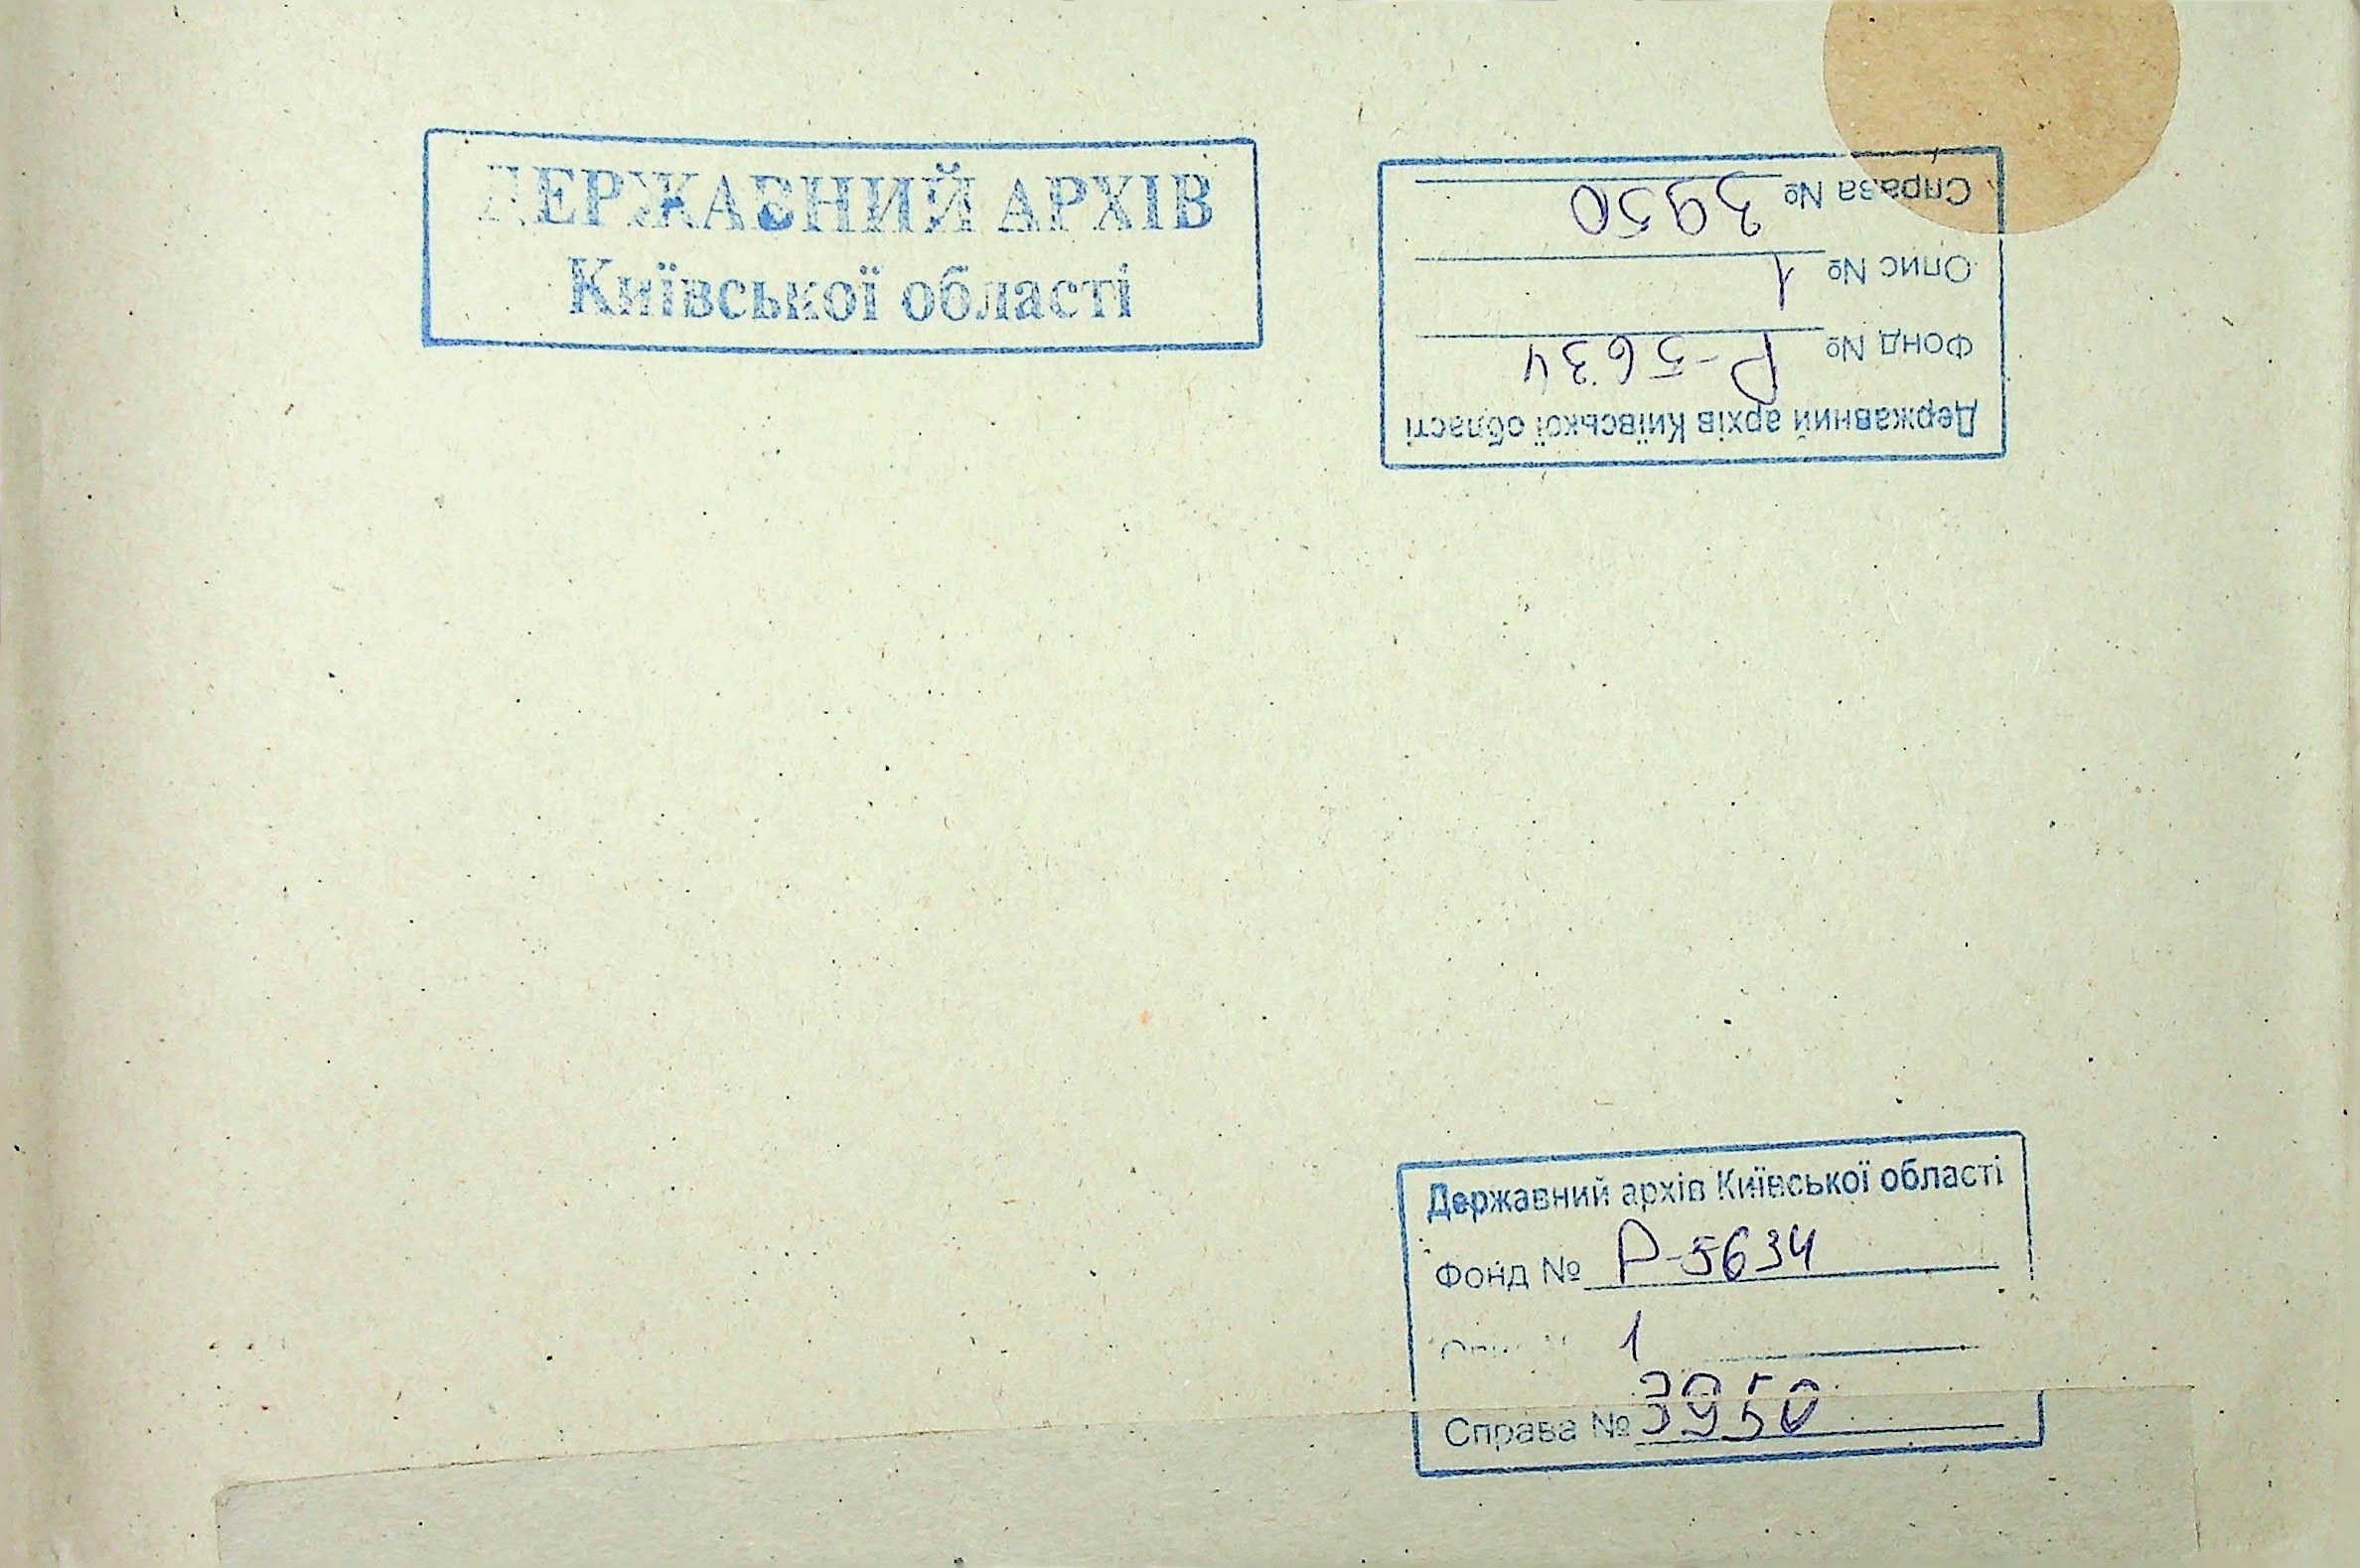 ДЕРЖАВНИЙ АРХІВ
Київської області
Державний архів Київської області
Фонд № Р-5634
Опис № 1
Справа № 3950
Державний архів Київської області
Фонд № Р-5634
1
Справа № 3950